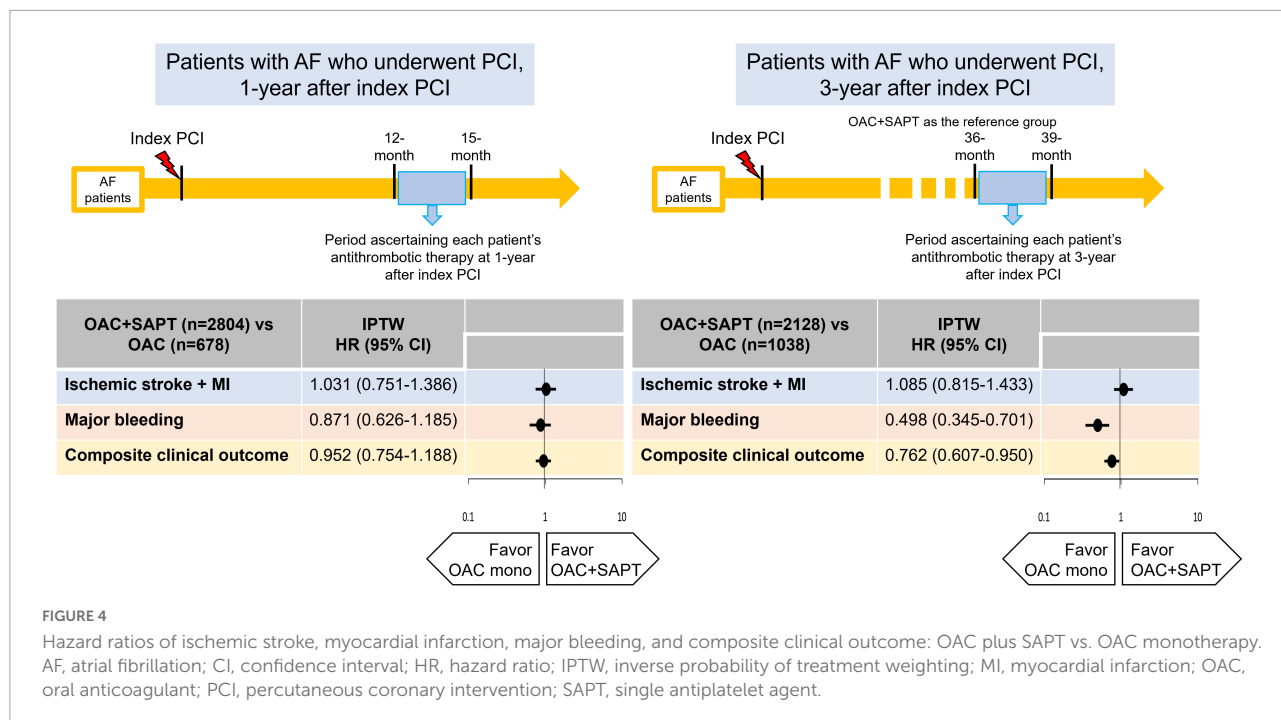 Patients with AF who underwent PCI,
1-year after index PCI
Index PCI
12-
month
15-
month
AF
patients
Period ascertaining each patient's
antithrombotic therapy at 1-year
after index PCI
OAC+SAPT (n=2804) vs
OAC (n=678)
IPTW
HR (95% CI)
Ischemic stroke + MI 1.031 (0.751-1.386)
Major bleeding 0.871 (0.626-1.185)
Composite clinical outcome 0.952 (0.754-1.188)
0.1 1 10
Favor
OAC mono
Favor
OAC+SAPT
Patients with AF who underwent PCI,
3-year after index PCI
OAC+SAPT as the reference group
Index PCI
36-
month
39-
month
AF
patients
Period ascertaining each patient's
antithrombotic therapy at 3-year
after index PCI
OAC+SAPT (n=2128) vs
OAC (n=1038)
IPTW
HR (95% CI)
Ischemic stroke + MI 1.085 (0.815-1.433)
Major bleeding 0.498 (0.345-0.701)
Composite clinical outcome 0.762 (0.607-0.950)
0.1 1 10
Favor
OAC mono
Favor
OAC+SAPT
FIGURE 4
Hazard ratios of ischemic stroke, myocardial infarction, major bleeding, and composite clinical outcome: OAC plus SAPT vs. OAC monotherapy.
AF, atrial fibrillation; CI, confidence interval; HR, hazard ratio; IPTW, inverse probability of treatment weighting; MI, myocardial infarction; OAC,
oral anticoagulant; PCI, percutaneous coronary intervention; SAPT, single antiplatelet agent.